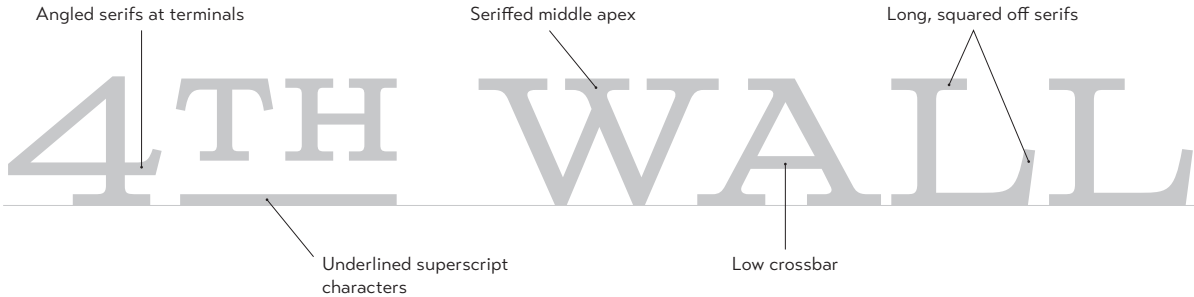 Angled serifs at terminals
Seriffed middle apex
Long, squared off serifs
4TH WALL
Underlined superscript
characters
Low crossbar